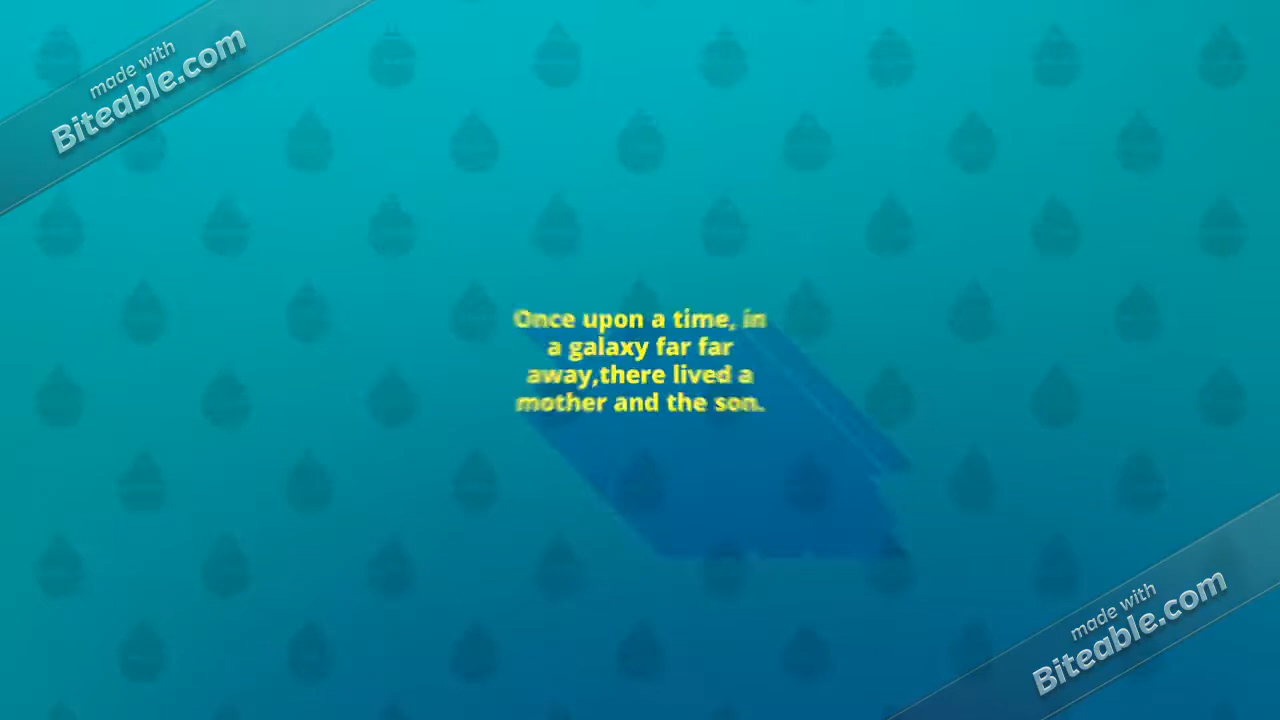 made with
Biteable.com
Once upon a time, in
a galaxy far far
away,there lived a
mother and the son.
made with
Biteable.com